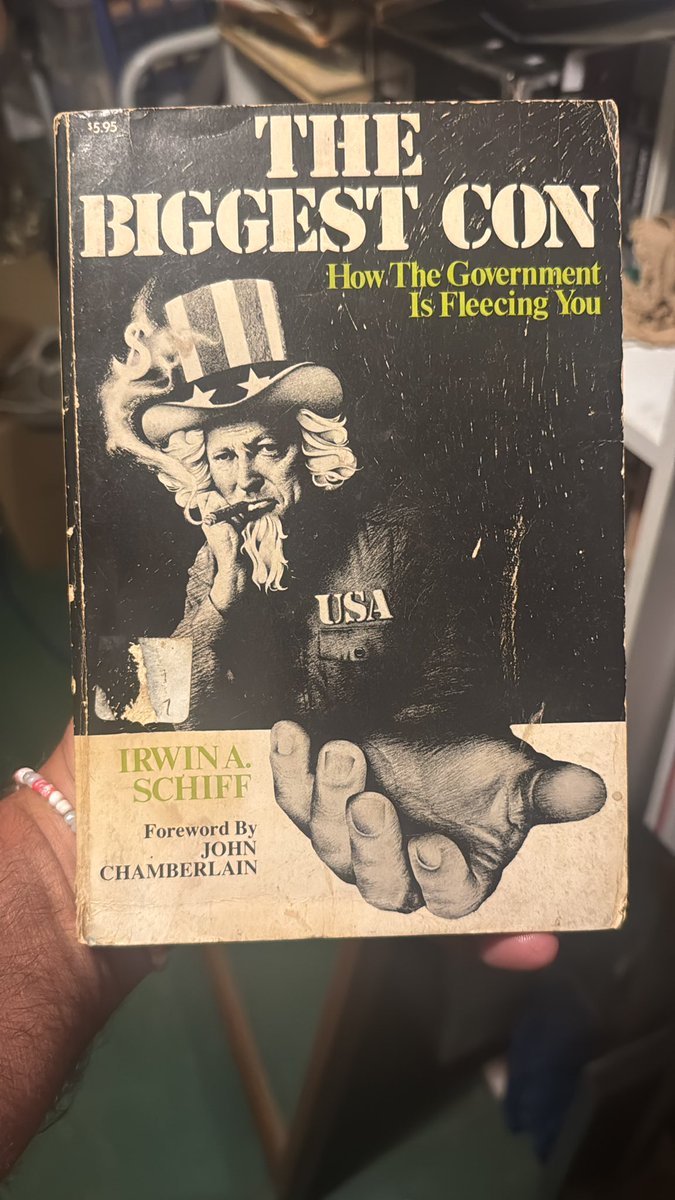 $5.95
THE
BIGGEST CON
How The Government
Is Fleecing You
USA
IRWIN A.
SCHIFF
Foreword By
JOHN
CHAMBERLAIN